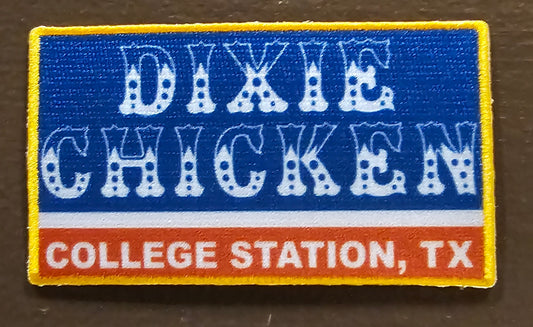 DIXIE
CHICKEN
COLLEGE STATION, TX